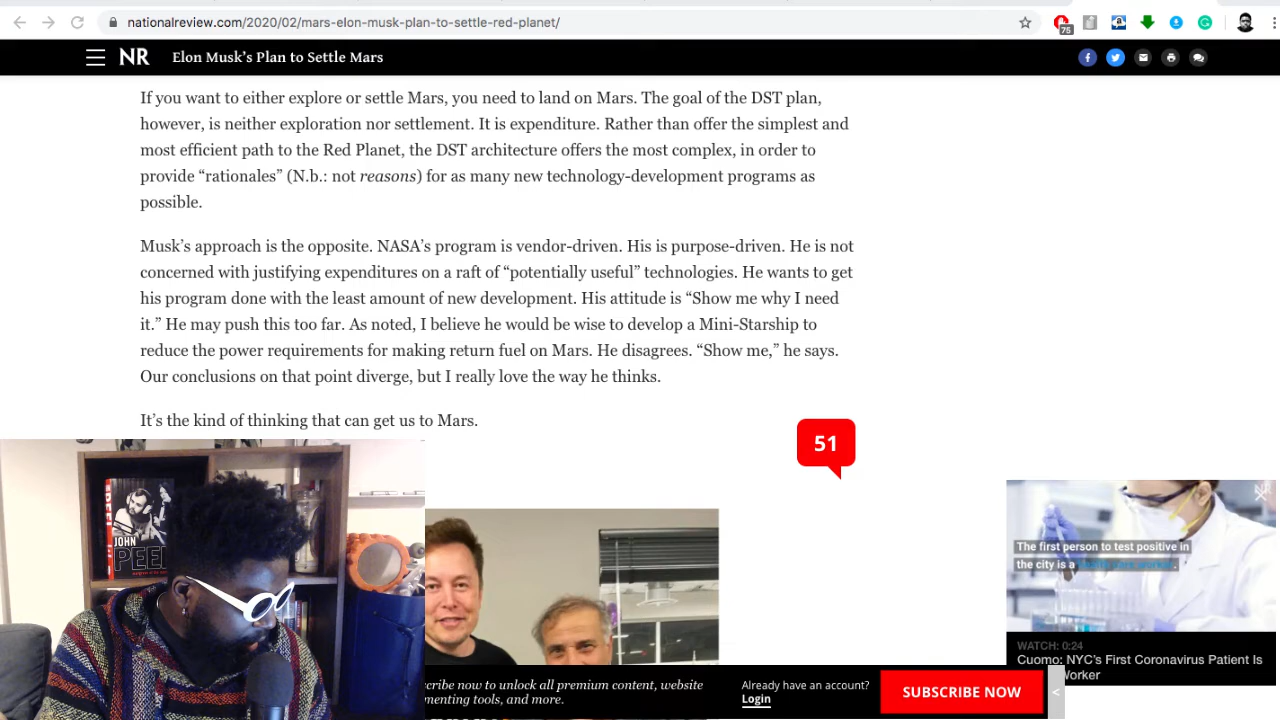 nationalreview.com/2020/02/mars-elon-musk-plan-to-settle-red-planet/
75
NR
Elon Musk's Plan to Settle Mars
If you want to either explore or settle Mars, you need to land on Mars. The goal of the DST plan,
however, is neither exploration nor settlement. It is expenditure. Rather than offer the simplest and
most efficient path to the Red Planet, the DST architecture offers the most complex, in order to
provide “rationales” (N.b.: not reasons) for as many new technology-development programs as
possible.
Musk’s approach is the opposite. NASA’s program is vendor-driven. His is purpose-driven. He is not
concerned with justifying expenditures on a raft of “potentially useful” technologies. He wants to get
his program done with the least amount of new development. His attitude is “Show me why I need
it.” He may push this too far. As noted, I believe he would be wise to develop a Mini-Starship to
reduce the power requirements for making return fuel on Mars. He disagrees. “Show me,” he says.
Our conclusions on that point diverge, but I really love the way he thinks.
It’s the kind of thinking that can get us to Mars.
51
JOHN
PEEL
The first person to test positive in
the city is a health care worker.
WATCH: 0:24
Cuomo: NYC's First Coronavirus Patient Is
Worker
cribe now to unlock all premium content, website
menting tools, and more.
Already have an account?
Login
SUBSCRIBE NOW
<